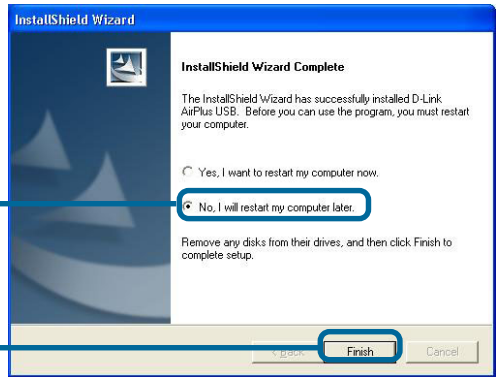 InstallShield Wizard
InstallShield Wizard Complete
The InstallShield Wizard has successfully installed D-Link
AirPlus USB. Before you can use the program, you must restart
your computer.
Yes, I want to restart my computer now.
No, I will restart my computer later.
Remove any disks from their drives, and then click Finish to
complete setup.
< Back
Finish
Cancel